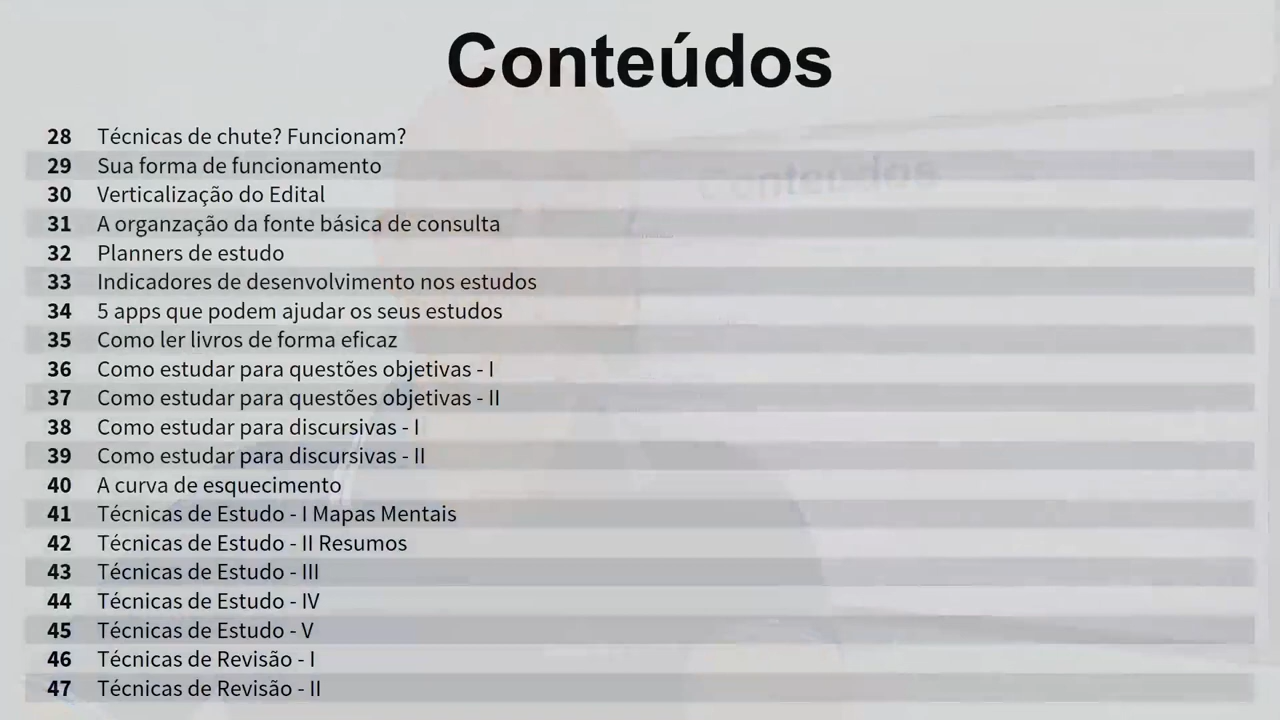 Conteúdos
28 Técnicas de chute? Funcionam?
29 Sua forma de funcionamento
30 Verticalização do Edital
31 A organzação da fonte básica de consulta
32 Planners de estudo
33 Indicadores de desenvolvimento nos estudos
34 5 apps que podem ajudar os seus estudos
35 Como ler livros de forma eficaz
36 Como estudar para questões objetivas - I
37 Como estudar para questões objetivas - II
38 Como estudar para discursivas - I
39 Como estudar para discursivas - II
40 A curva de esquecimento
41 Técnicas de Estudo - I Mapas Mentais
42 Técnicas de Estudo - II Resumos
43 Técnicas de Estudo - III
44 Técnicas de Estudo - IV
45 Técnicas de Estudo - V
46 Técnicas de Revisão - I
47 Técnicas de Revisão - II
Conteúdos